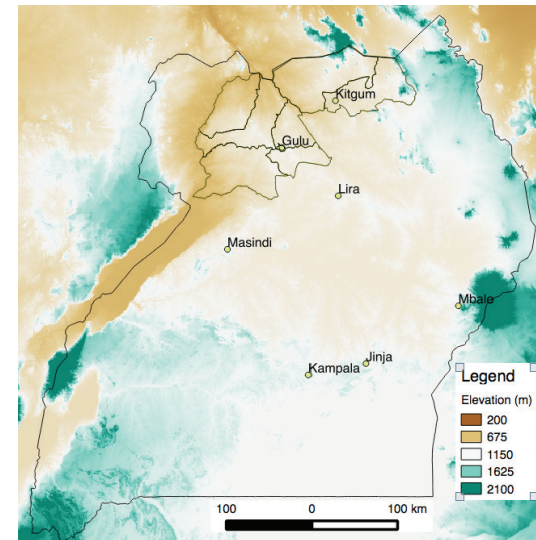 Kitgum
Gulu
Lira
Masindi
Mbale
Jinja
Kampala
Legend
Elevation (m)
200
675
1150
1625
2100
100 0 100 km